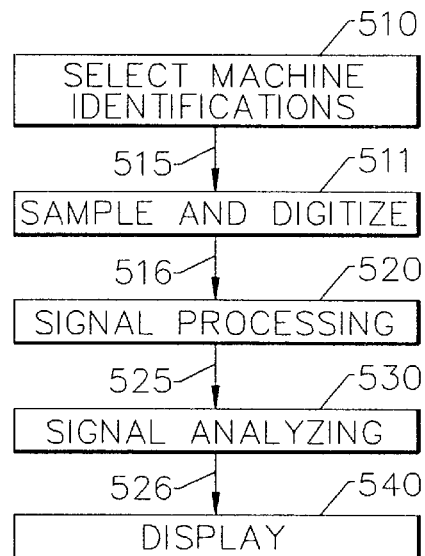 510
SELECT MACHINE
IDENTIFICATIONS
515
511
SAMPLE AND DIGITIZE
516
520
SIGNAL PROCESSING
525
530
SIGNAL ANALYZING
526
540
DISPLAY